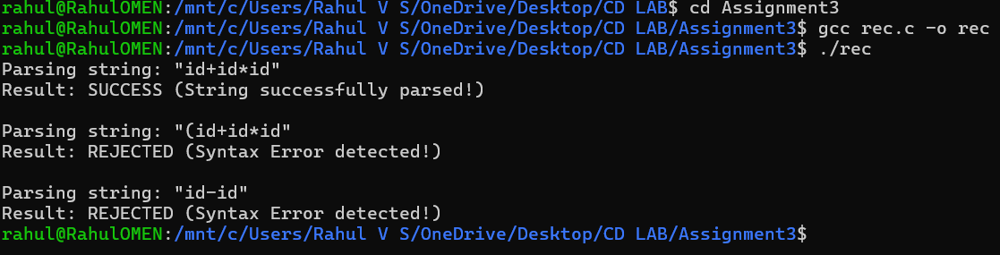 rahul@RahulOMEN:/mnt/c/Users/Rahul V S/OneDrive/Desktop/CD LAB$ cd Assignment3
rahul@RahulOMEN:/mnt/c/Users/Rahul V S/OneDrive/Desktop/CD LAB/Assignment3$ gcc rec.c -o rec
rahul@RahulOMEN:/mnt/c/Users/Rahul V S/OneDrive/Desktop/CD LAB/Assignment3$ ./rec
Parsing string: "id+id*id"
Result: SUCCESS (String successfully parsed!)
Parsing string: "(id+id*id"
Result: REJECTED (Syntax Error detected!)
Parsing string: "id-id"
Result: REJECTED (Syntax Error detected!)
rahul@RahulOMEN:/mnt/c/Users/Rahul V S/OneDrive/Desktop/CD LAB/Assignment3$